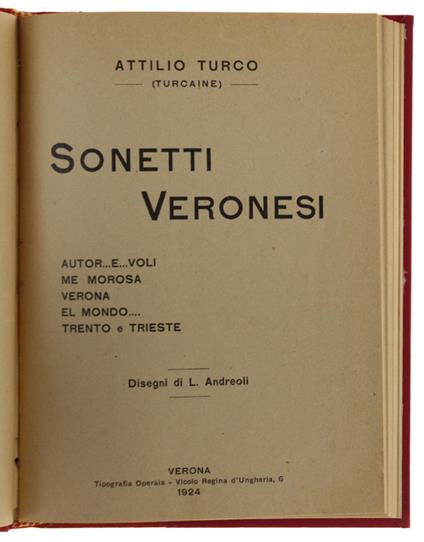 ATTILIO TURCO
(TURCAINE)
SONETTI
VERONESI
AUTOR...E...VOLI
ME MOROSA
VERONA
EL MONDO....
TRENTO e TRIESTE
Disegni di L. Andreoli
VERONA
Tipografia Operaia - Vicolo Regina d'Ungheria, 6
1924